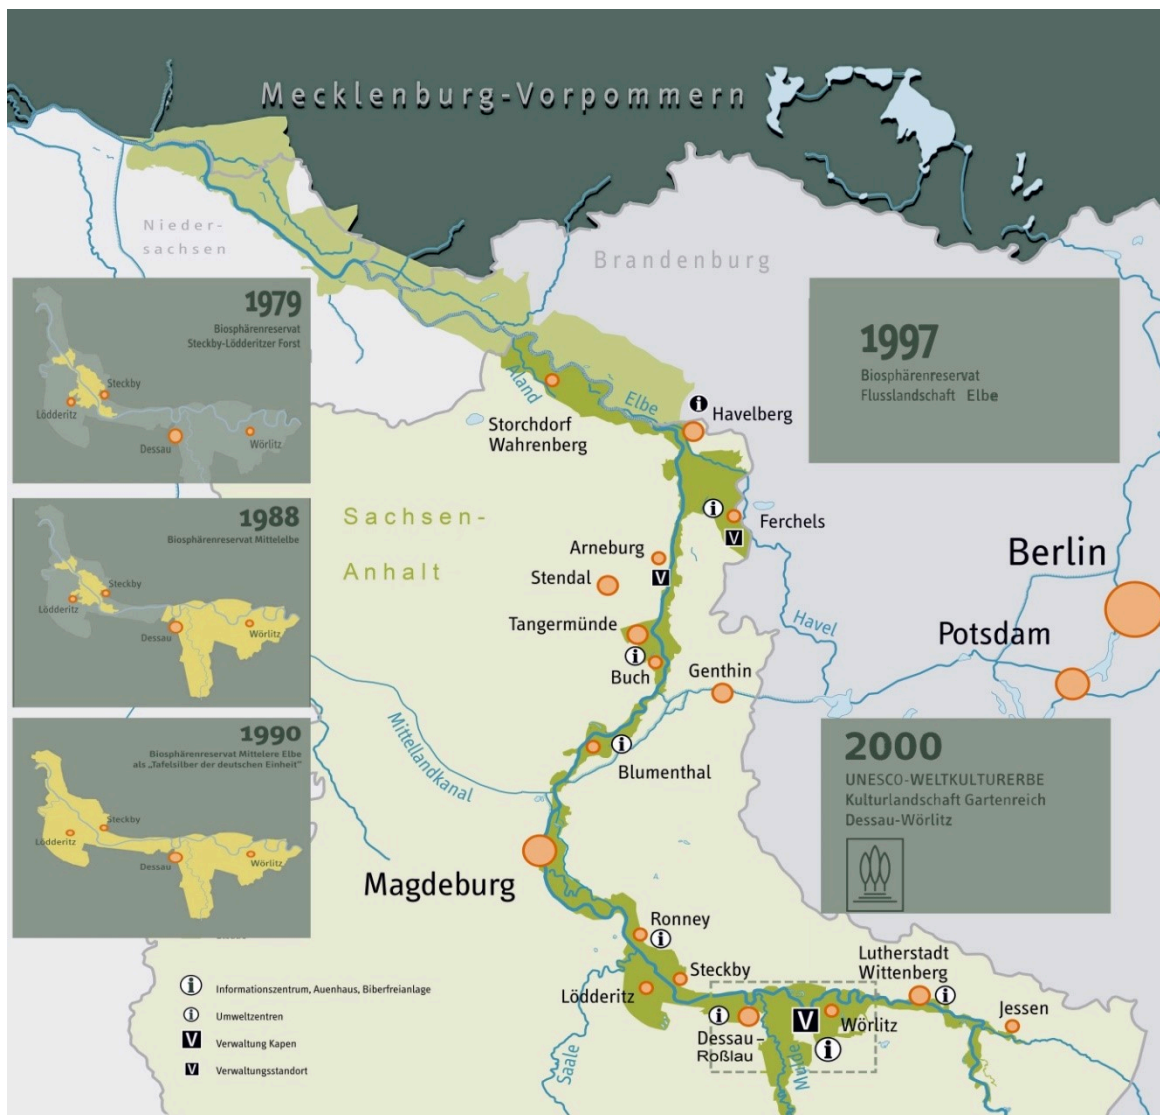 Mecklenburg-Vorpommern
Nieder-
sachsen
Brandenburg
1979
Biosphärenreservat
Steckby-Lödderitzer Forst
Steckby
Lödderitz
Dessau
Wörlitz
1997
Biosphärenreservat
Flusslandschaft Elbe
Aland
Elbe
Havelberg
Storchdorf
Wahrenberg
1988
Biosphärenreservat Mittelelbe
Steckby
Lödderitz
Dessau
Wörlitz
Sachsen-
Anhalt
Ferchels
V
Arneburg
V
Stendal
Berlin
Tangermünde
Havel
Potsdam
Buch
Genthin
1990
Biosphärenreservat Mittelere Elbe
als „Tafelsilber der deutschen Einheit"
Steckby
Lödderitz
Dessau
Wörlitz
Mittellandkanal
Blumenthal
2000
UNESCO-WELTKULTURERBE
Kulturlandschaft Gartenreich
Dessau-Wörlitz
Magdeburg
Ronney
Steckby
Lödderitz
Lutherstadt
Wittenberg
Jessen
V
Wörlitz
Dessau-
Roßlau
Saale
Mulde
i Informationszentrum, Auenhaus, Biberfreianlage
i Umweltzentren
V Verwaltung Kapen
V Verwaltungsstandort